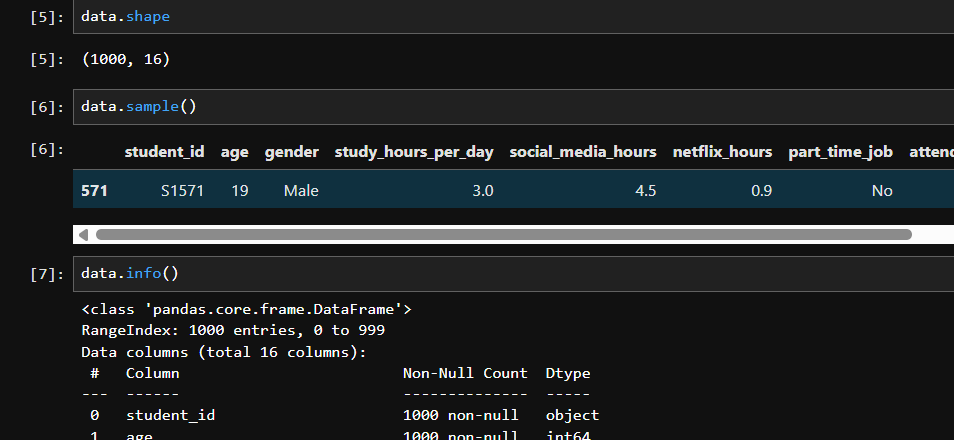 [5]: data.shape
[5]: (1000, 16)
[6]: data.sample()
[6]: student_id age gender study_hours_per_day social_media_hours netflix_hours part_time_job attend
571 S1571 19 Male 3.0 4.5 0.9 No
[7]: data.info()
<class 'pandas.core.frame.DataFrame'>
RangeIndex: 1000 entries, 0 to 999
Data columns (total 16 columns):
# Column Non-Null Count Dtype
--- ------ -------------- -----
0 student_id 1000 non-null object
1 age 1000 non-null int64